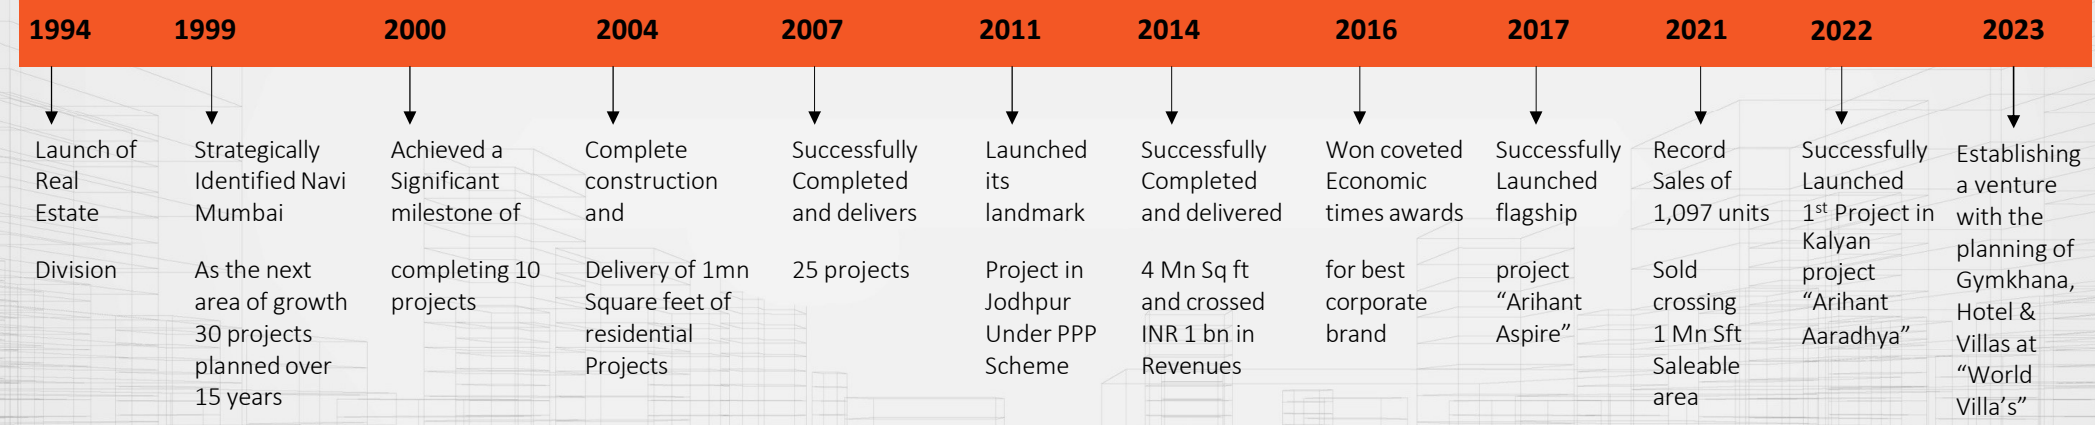 1994 1999 2000 2004 2007 2011 2014 2016 2017 2021 2022 2023
Launch of
Real
Estate
Division
Strategically
Identified Navi
Mumbai
As the next
area of growth
30 projects
planned over
15 years
Achieved a
Significant
milestone of
completing 10
projects
Complete
construction
and
Delivery of 1mn
Square feet of
residential
Projects
Successfully
Completed
and delivers
25 projects
Launched
its
landmark
Project in
Jodhpur
Under PPP
Scheme
Successfully
Completed
and delivered
4 Mn Sq ft
and crossed
INR 1 bn in
Revenues
Won coveted
Economic
times awards
for best
corporate
brand
Successfully
Launched
flagship
project
“Arihant
Aspire”
Record
Sales of
1,097 units
Sold
crossing
1 Mn Sft
Saleable
area
Successfully
Launched
1st Project in
Kalyan
project
“Arihant
Aaradhya”
Establishing
a venture
with the
planning of
Gymkhana,
Hotel &
Villas at
“World
Villa’s”